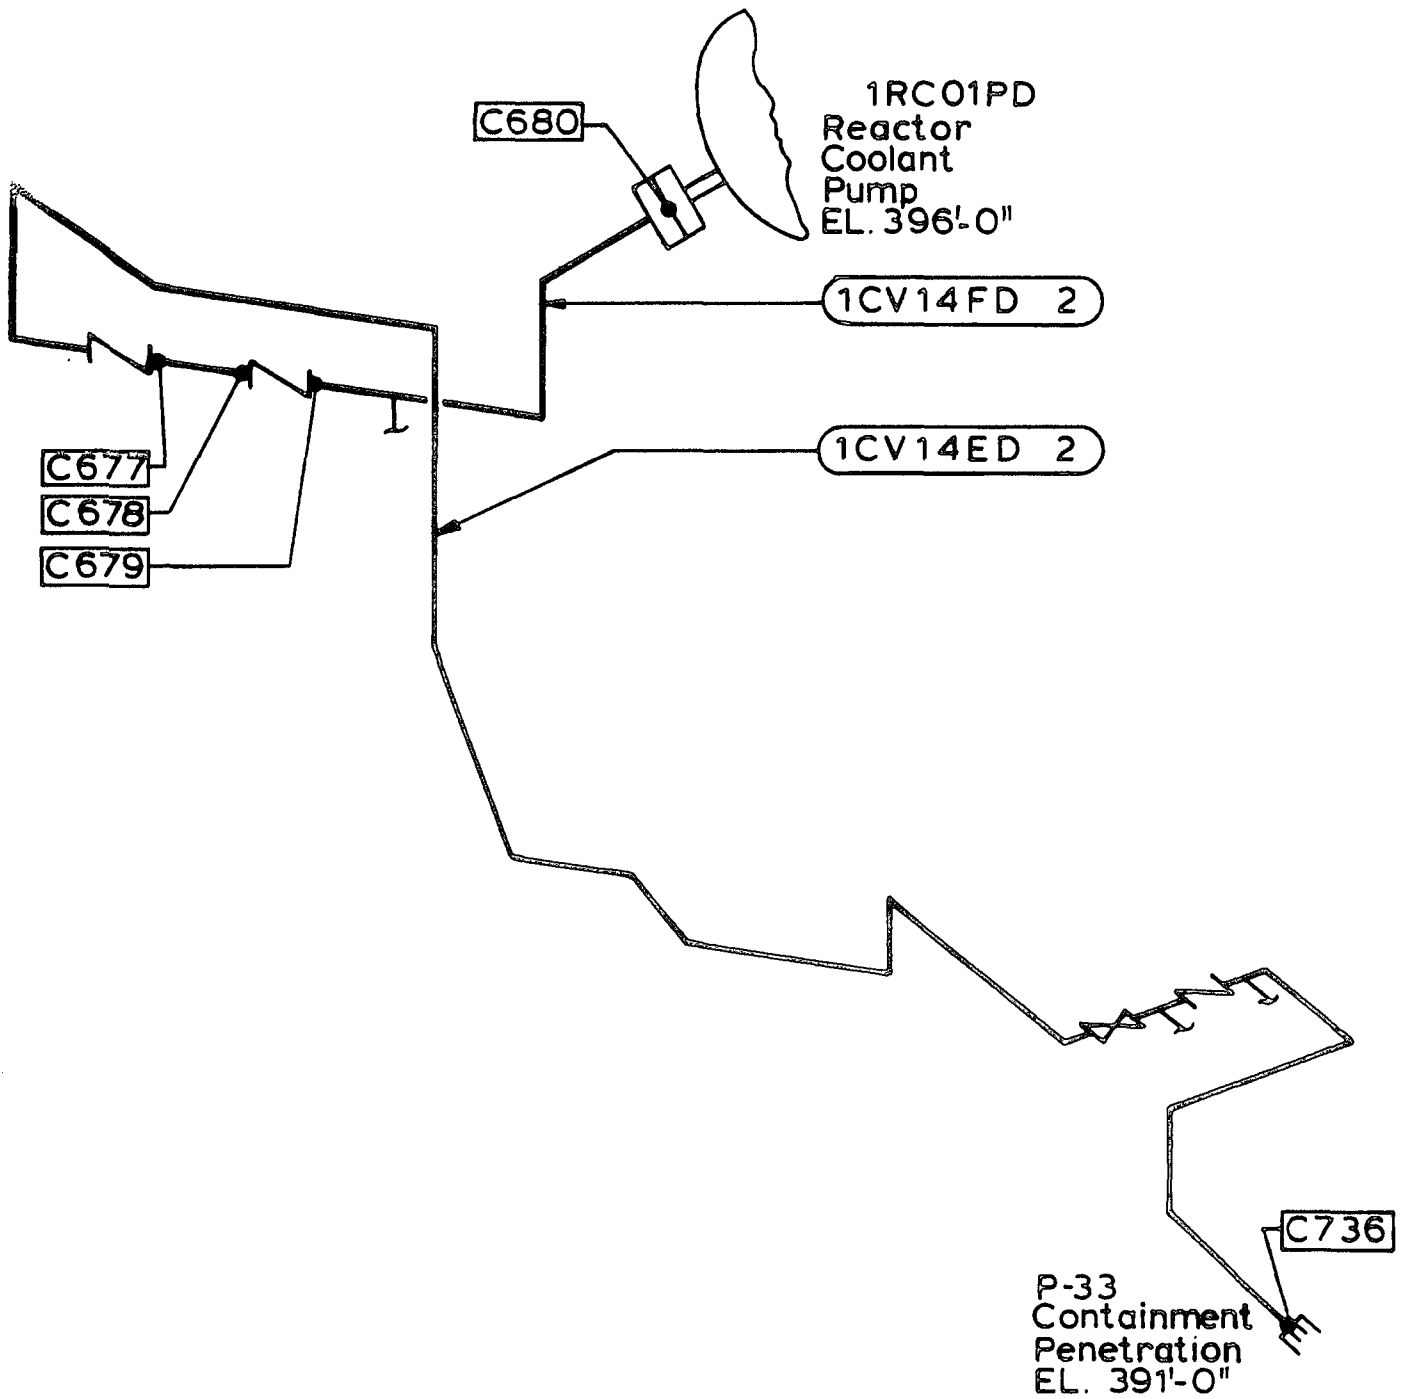 1RC01PD
Reactor
Coolant
Pump
EL. 396'-0"
C680
1CV14FD 2
1CV14ED 2
C677
C678
C679
C736
P-33
Containment
Penetration
EL. 391'-0"